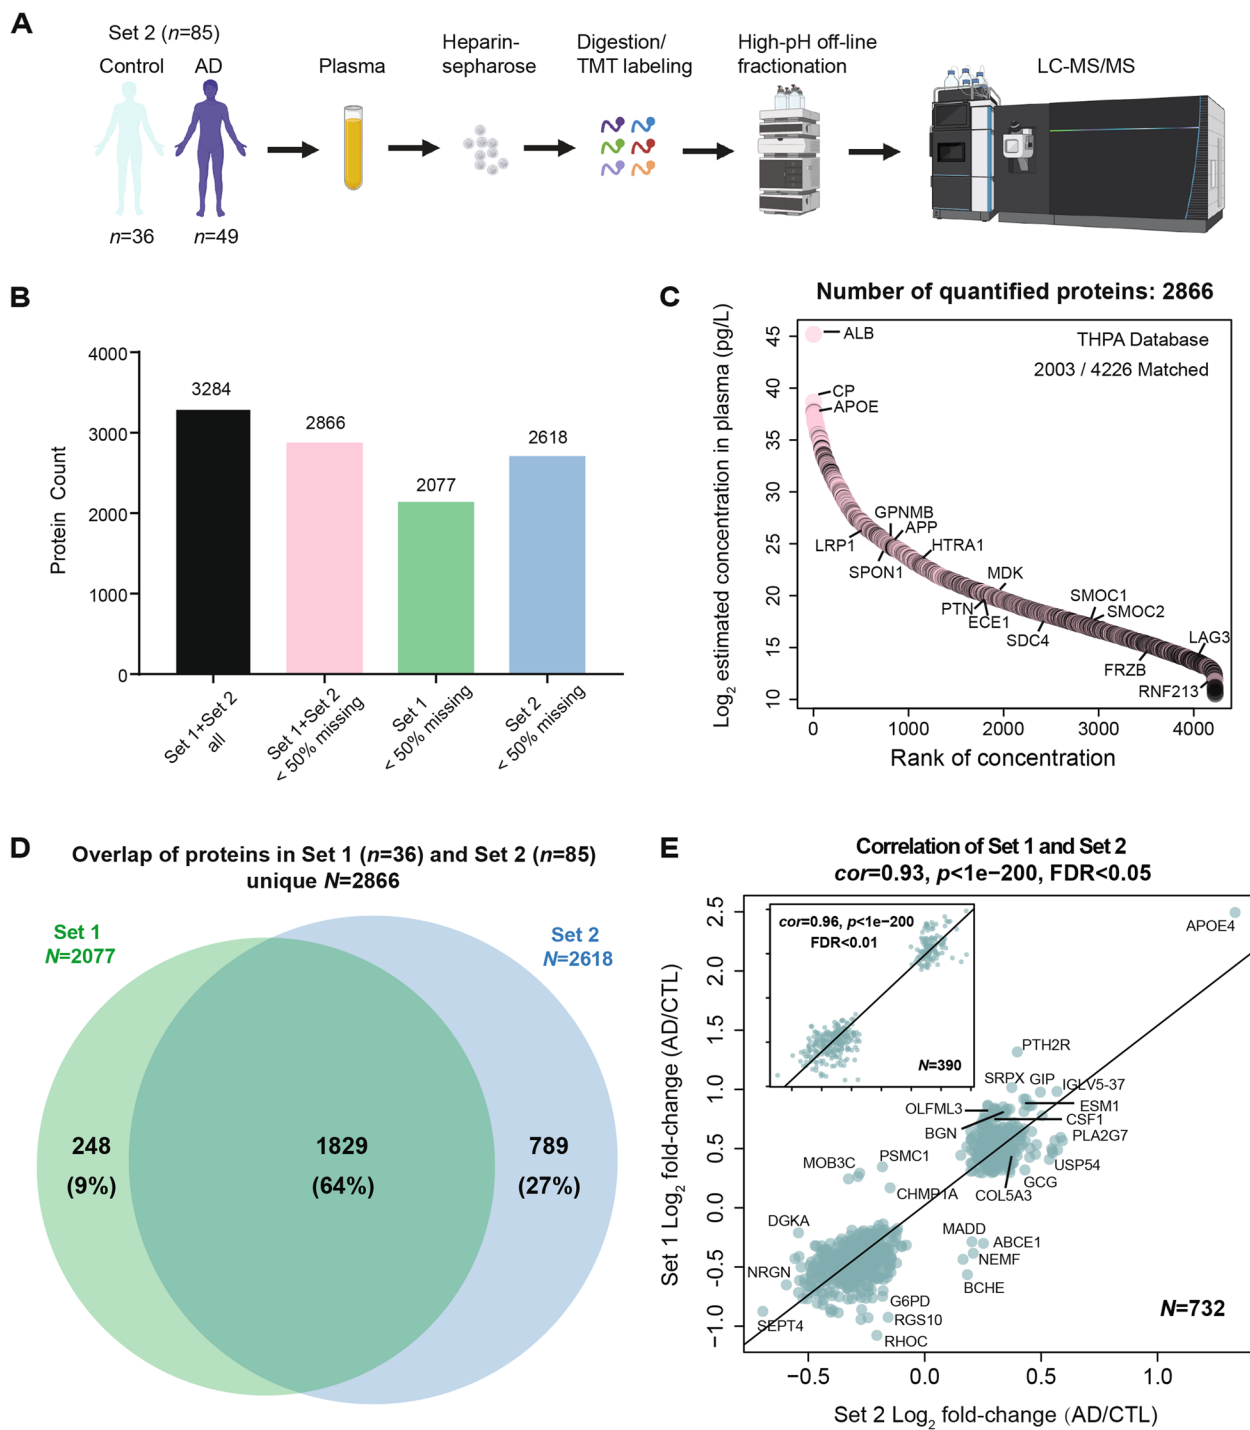 A
Set 2 (n=85)
Control
AD
n=36
n=49
Plasma
Heparin-
sepharose
Digestion/
TMT labeling
High-pH off-line
fractionation
LC-MS/MS
B
Protein Count
4000
3000
2000
1000
0
3284
2866
2077
2618
Set 1+Set 2
all
Set 1+Set 2
< 50% missing
Set 1
< 50% missing
Set 2
< 50% missing
C
Number of quantified proteins: 2866
THPA Database
2003 / 4226 Matched
Log2 estimated concentration in plasma (pg/L)
45
40
35
30
25
20
15
10
ALB
CP
APOE
GPNMB
APP
LRP1
HTRA1
SPON1
MDK
PTN
ECE1
SMOC1
SMOC2
SDC4
LAG3
FRZB
RNF213
0
1000
2000
3000
4000
Rank of concentration
D
Overlap of proteins in Set 1 (n=36) and Set 2 (n=85)
unique N=2866
Set 1
N=2077
Set 2
N=2618
248
(9%)
1829
(64%)
789
(27%)
E
Correlation of Set 1 and Set 2
cor=0.93, p<1e−200, FDR<0.05
Set 1 Log2 fold-change (AD/CTL)
2.5
2.0
1.5
1.0
0.5
0.0
−0.5
−1.0
cor=0.96, p<1e−200
FDR<0.01
N=390
APOE4
PTH2R
SRPX
GIP
IGLV5-37
OLFML3
ESM1
CSF1
BGN
PLA2G7
PSMC1
MOB3C
USP54
GCG
CHMP1A
COL5A3
DGKA
MADD
ABCE1
NEMF
NRGN
BCHE
G6PD
RGS10
SEPT4
RHOC
N=732
−0.5
0.0
0.5
1.0
Set 2 Log2 fold-change (AD/CTL)